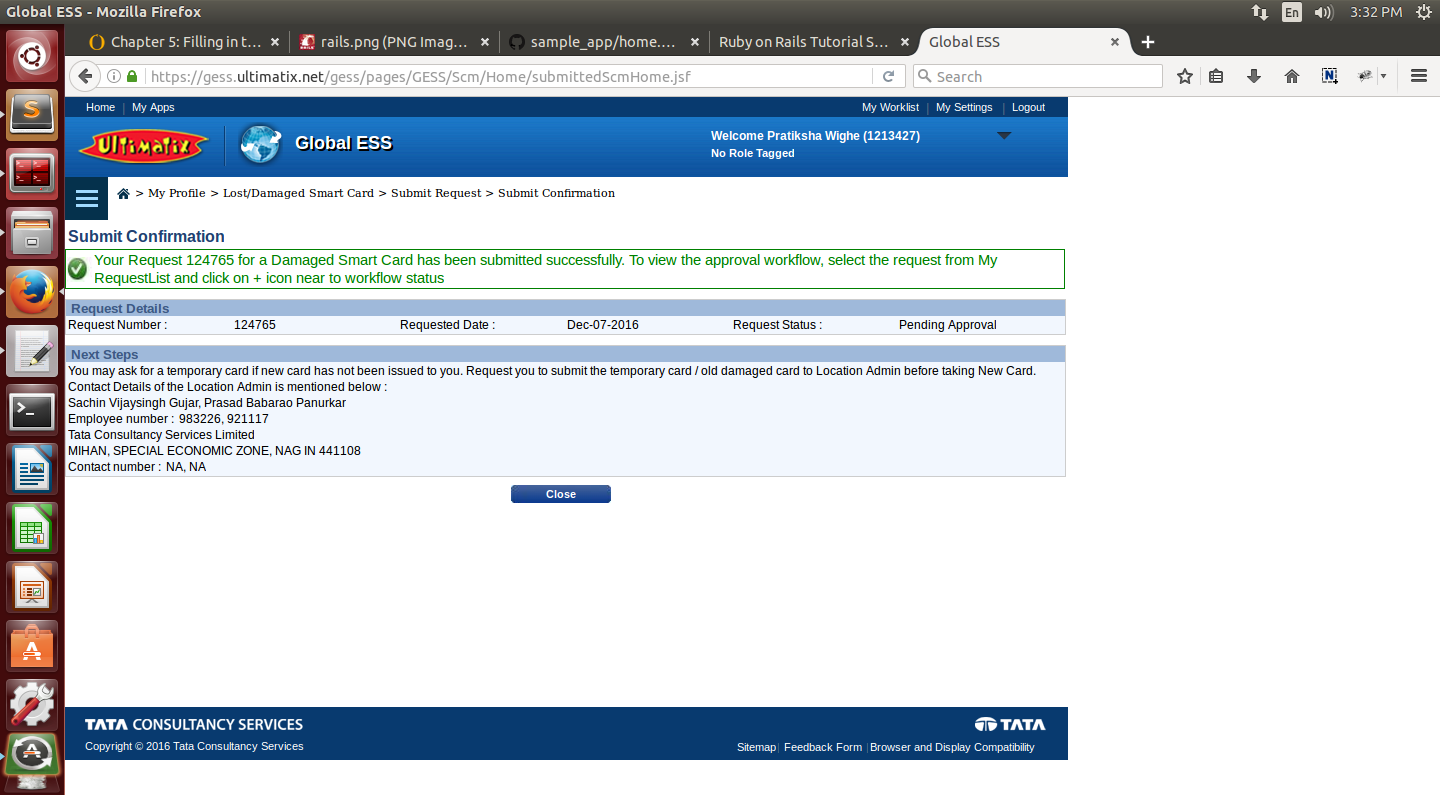 Global ESS - Mozilla Firefox
En
3:32 PM
Chapter 5: Filling in t...
rails.png (PNG Imag...
sample_app/home....
Ruby on Rails Tutorial S...
Global ESS
https://gess.ultimatix.net/gess/pages/GESS/Scm/Home/submittedScmHome.jsf
Search
Home | My Apps
My Worklist | My Settings | Logout
Ultimatix
Global ESS
Welcome Pratiksha Wighe (1213427)
No Role Tagged
> My Profile > Lost/Damaged Smart Card > Submit Request > Submit Confirmation
Submit Confirmation
Your Request 124765 for a Damaged Smart Card has been submitted successfully. To view the approval workflow, select the request from My
RequestList and click on + icon near to workflow status
Request Details
Request Number : 124765 Requested Date : Dec-07-2016 Request Status : Pending Approval
Next Steps
You may ask for a temporary card if new card has not been issued to you. Request you to submit the temporary card / old damaged card to Location Admin before taking New Card.
Contact Details of the Location Admin is mentioned below :
Sachin Vijaysingh Gujar, Prasad Babarao Panurkar
Employee number : 983226, 921117
Tata Consultancy Services Limited
MIHAN, SPECIAL ECONOMIC ZONE, NAG IN 441108
Contact number : NA, NA
Close
TATA CONSULTANCY SERVICES
TATA
Copyright © 2016 Tata Consultancy Services
Sitemap | Feedback Form | Browser and Display Compatibility